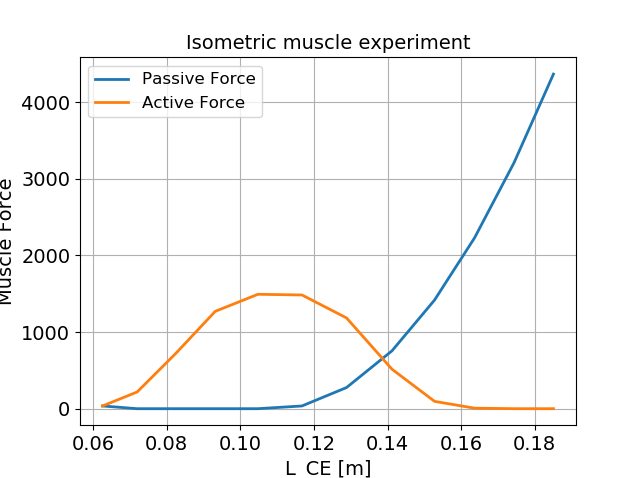 Isometric muscle experiment
Passive Force
Active Force
4000
3000
2000
1000
0
Muscle Force
0.06 0.08 0.10 0.12 0.14 0.16 0.18
L CE [m]